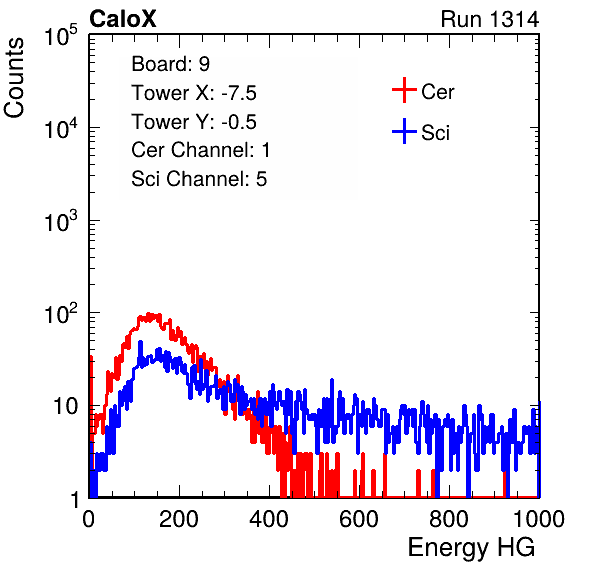 CaloX Run 1314
Counts
10^5
10^4
10^3
10^2
10
1
Board: 9
Tower X: -7.5
Tower Y: -0.5
Cer Channel: 1
Sci Channel: 5
Cer
Sci
0 200 400 600 800 1000
Energy HG